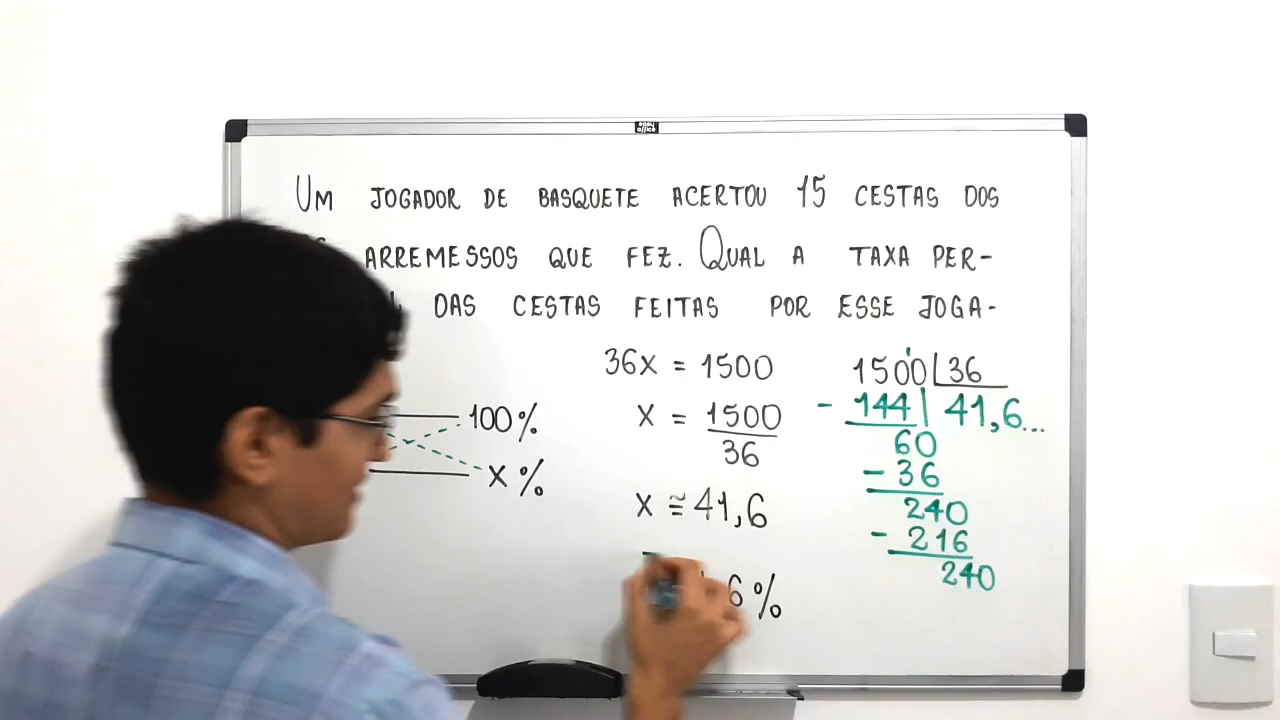 UM JOGADOR DE BASQUETE ACERTOU 15 CESTAS DOS
ARREMESSOS QUE FEZ. QUAL A TAXA PER-
DAS CESTAS FEITAS POR ESSE JOGA-
100%
X%
36X = 1500
X = 1500
36
X ≅ 41,6
6%
1500 36
- 144 41,6...
60
- 36
240
- 216
240